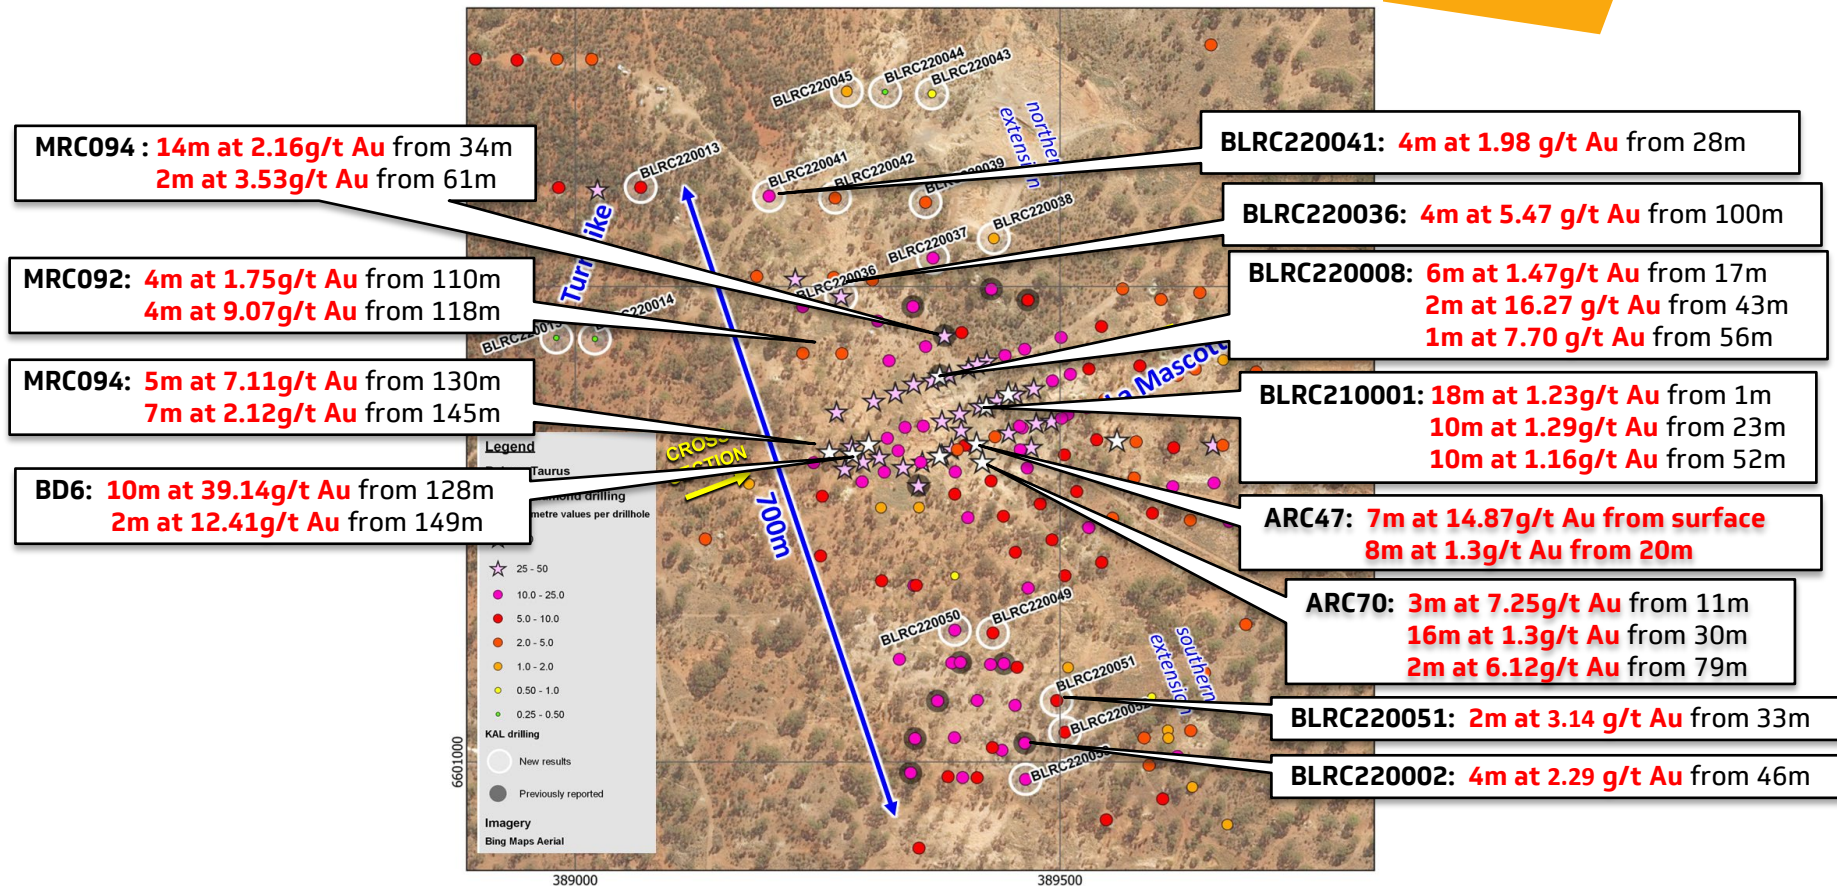 MRC094 : 14m at 2.16g/t Au from 34m
2m at 3.53g/t Au from 61m
MRC092: 4m at 1.75g/t Au from 110m
4m at 9.07g/t Au from 118m
MRC094: 5m at 7.11g/t Au from 130m
7m at 2.12g/t Au from 145m
BD6: 10m at 39.14g/t Au from 128m
2m at 12.41g/t Au from 149m
BLRC220045
BLRC220044
BLRC220043
northern
extension
BLRC220013
BLRC220041
BLRC220042
BLRC220039
BLRC220038
BLRC220037
BLRC220036
BLRC220014
La Mascotte
CROSS
SECTION
700m
BLRC220050
BLRC220049
BLRC220051
southern
extension
BLRC220041: 4m at 1.98 g/t Au from 28m
BLRC220036: 4m at 5.47 g/t Au from 100m
BLRC220008: 6m at 1.47g/t Au from 17m
2m at 16.27 g/t Au from 43m
1m at 7.70 g/t Au from 56m
BLRC210001: 18m at 1.23g/t Au from 1m
10m at 1.29g/t Au from 23m
10m at 1.16g/t Au from 52m
ARC47: 7m at 14.87g/t Au from surface
8m at 1.3g/t Au from 20m
ARC70: 3m at 7.25g/t Au from 11m
16m at 1.3g/t Au from 30m
2m at 6.12g/t Au from 79m
BLRC220051: 2m at 3.14 g/t Au from 33m
BLRC220002: 4m at 2.29 g/t Au from 46m
Legend
Taurus
drilling
metre values per drillhole
25 - 50
10.0 - 25.0
5.0 - 10.0
2.0 - 5.0
1.0 - 2.0
0.50 - 1.0
0.25 - 0.50
KAL drilling
New results
Previously reported
Imagery
Bing Maps Aerial
6601000
389000
389500